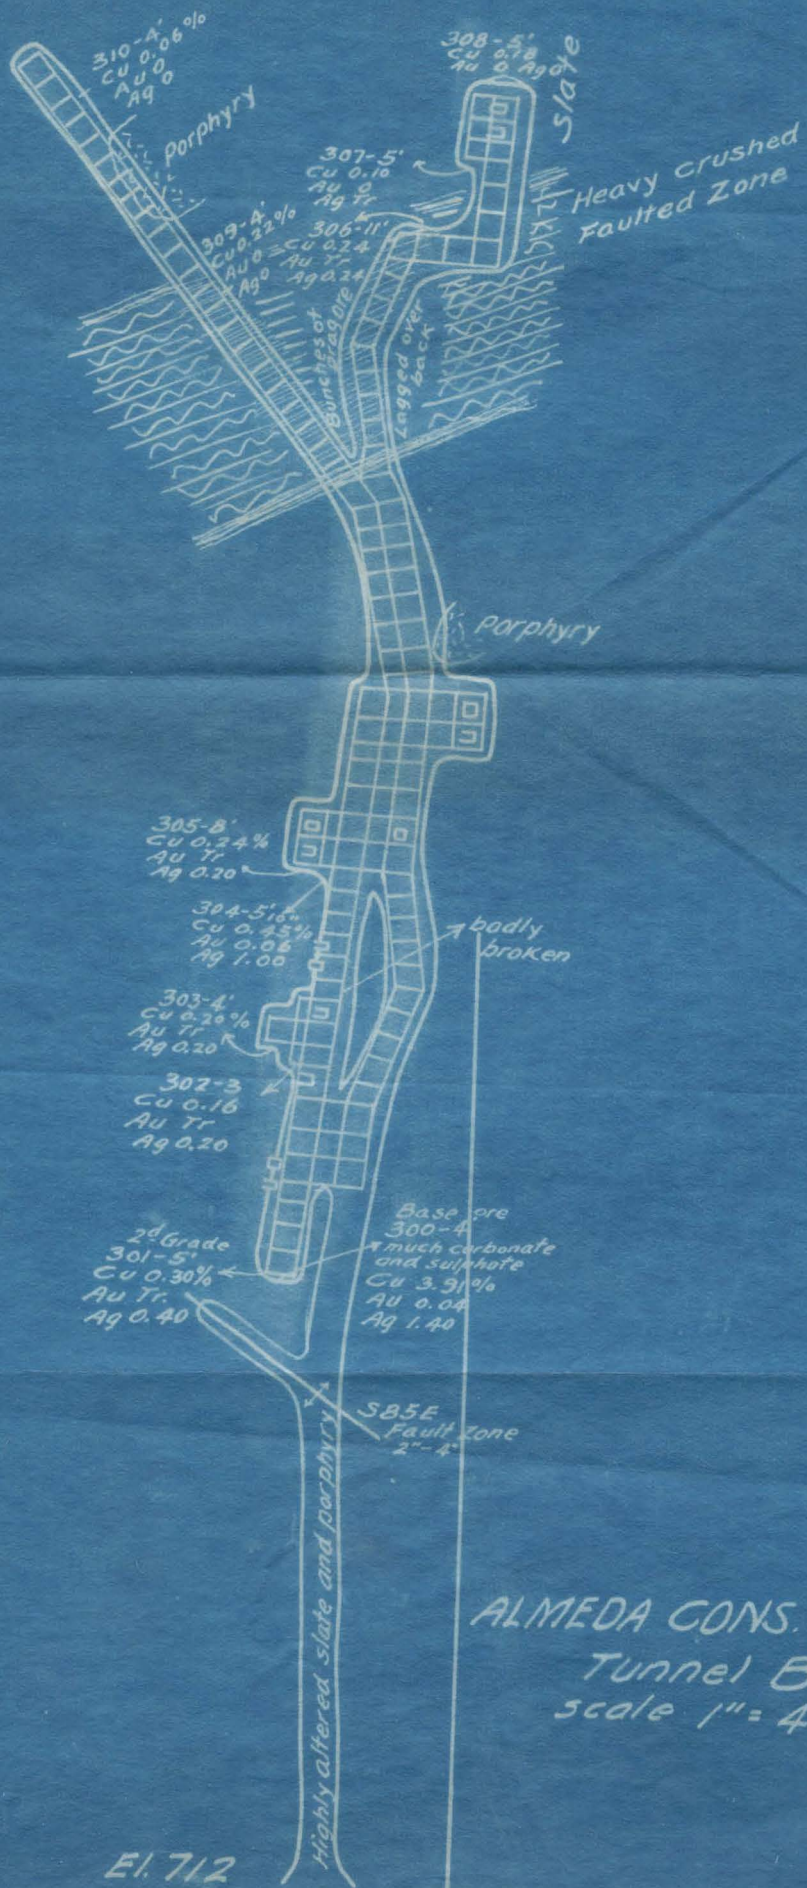 310-4'
Cu 0.06%
Au 0
Ag 0
Porphyry
308-5'
Cu 0.18
Au 0 Ag 0
Slate
307-5'
Cu 0.10
Au 0
Ag Tr
Heavy crushed
Faulted Zone
309-4'
Cu 0.22%
Au 0
Ag 0
306-11'
Cu 0.24
Au Tr
Ag 0.24
Bunches of
drag ore
Lagged over
back
Porphyry
305-8'
Cu 0.24%
Au Tr
Ag 0.20
304-5'6"
Cu 0.45%
Au 0.06
Ag 1.00
badly
broken
303-4'
Cu 0.20%
Au Tr
Ag 0.20
302-3
Cu 0.16
Au Tr
Ag 0.20
2d Grade
301-5'
Cu 0.30%
Au Tr.
Ag 0.40
Base ore
300-4'
much carbonate
and sulphate
Cu 3.91%
Au 0.04
Ag 1.40
S85E
Fault Zone
2"-4"
Highly altered slate and porphyry
ALMEDA CONS.
Tunnel
scale 1"= 4
El. 712